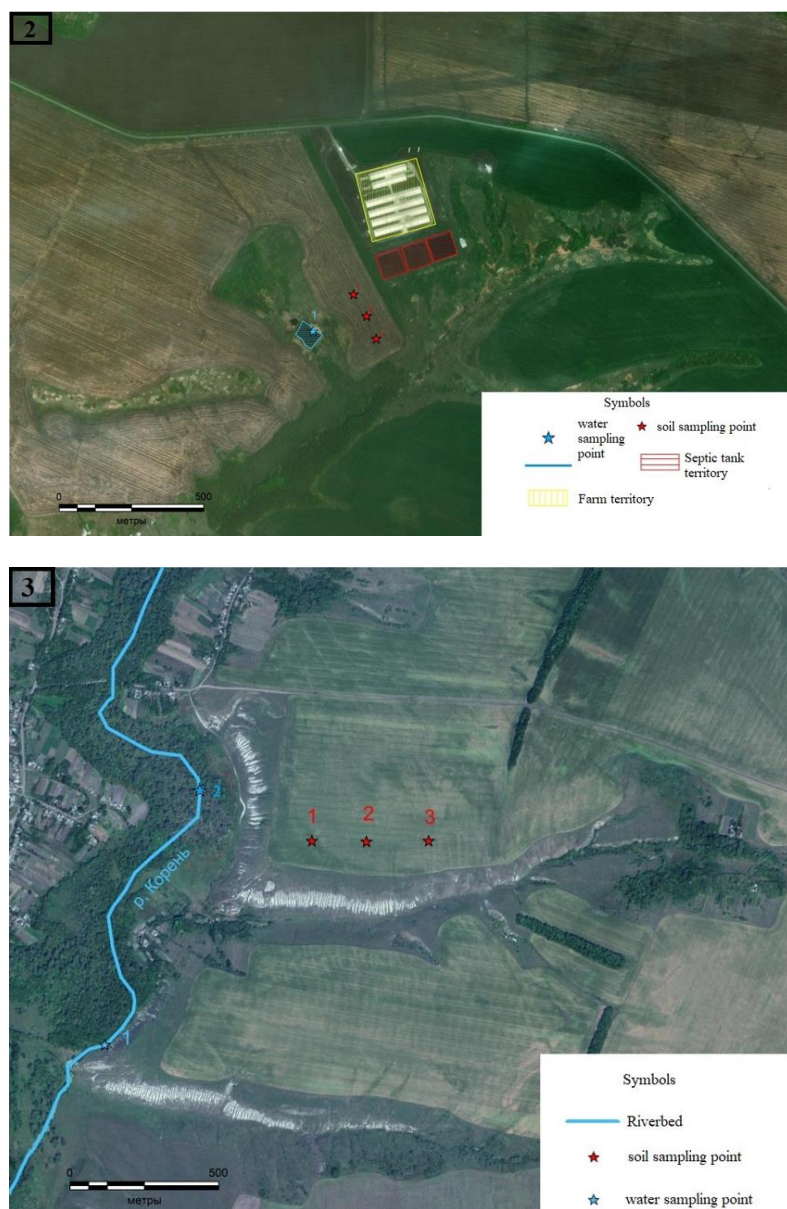 2
1
Symbols
water
sampling
point
soil sampling point
Septic tank
territory
Farm territory
0 500
метры
3
2
1 2 3
р. Корень
1
Symbols
Riverbed
soil sampling point
water sampling point
0 500
метры